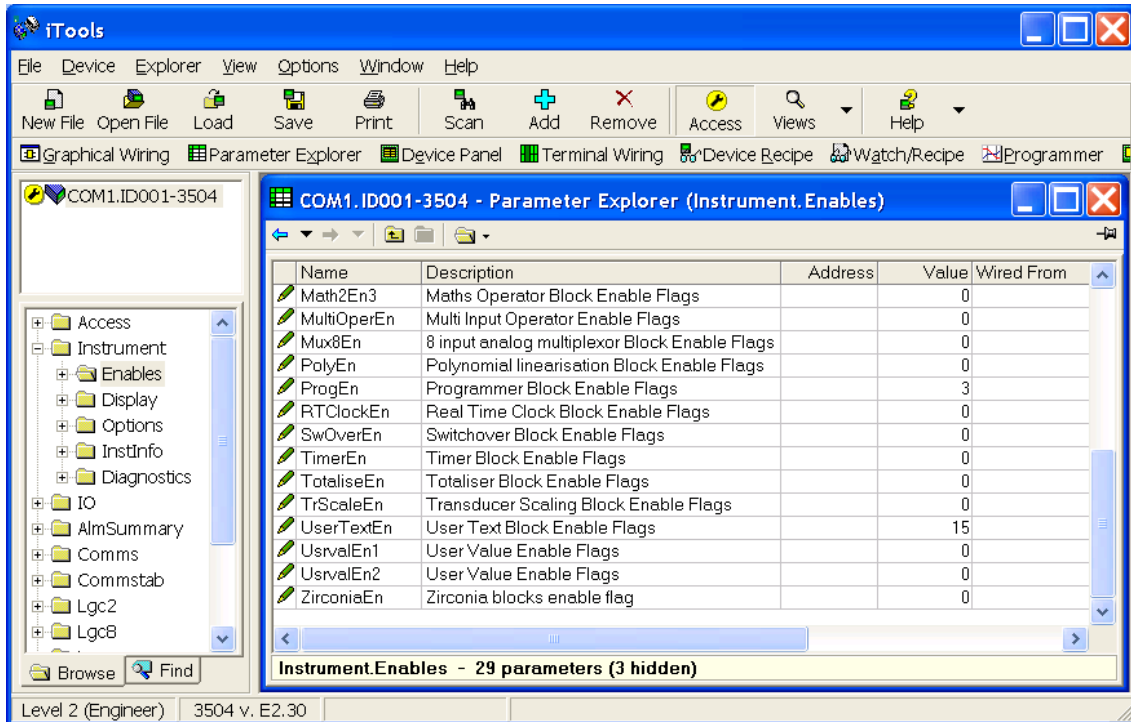 iTools
File Device Explorer View Options Window Help
New File Open File Load Save Print Scan Add Remove Access Views Help
Graphical Wiring Parameter Explorer Device Panel Terminal Wiring Device Recipe Watch/Recipe Programmer
COM1.ID001-3504
COM1.ID001-3504 - Parameter Explorer (Instrument.Enables)
Name Description Address Value Wired From
Math2En3 Maths Operator Block Enable Flags 0
MultiOperEn Multi Input Operator Enable Flags 0
Mux8En 8 input analog multiplexor Block Enable Flags 0
PolyEn Polynomial linearisation Block Enable Flags 0
ProgEn Programmer Block Enable Flags 3
RTClockEn Real Time Clock Block Enable Flags 0
SwOverEn Switchover Block Enable Flags 0
TimerEn Timer Block Enable Flags 0
TotaliseEn Totaliser Block Enable Flags 0
TrScaleEn Transducer Scaling Block Enable Flags 0
UserTextEn User Text Block Enable Flags 15
UsrvalEn1 User Value Enable Flags 0
UsrvalEn2 User Value Enable Flags 0
ZirconiaEn Zirconia blocks enable flag 0
Instrument.Enables - 29 parameters (3 hidden)
Access
Instrument
Enables
Display
Options
InstInfo
Diagnostics
IO
AlmSummary
Comms
Commstab
Lgc2
Lgc8
Browse Find
Level 2 (Engineer) 3504 v. E2.30